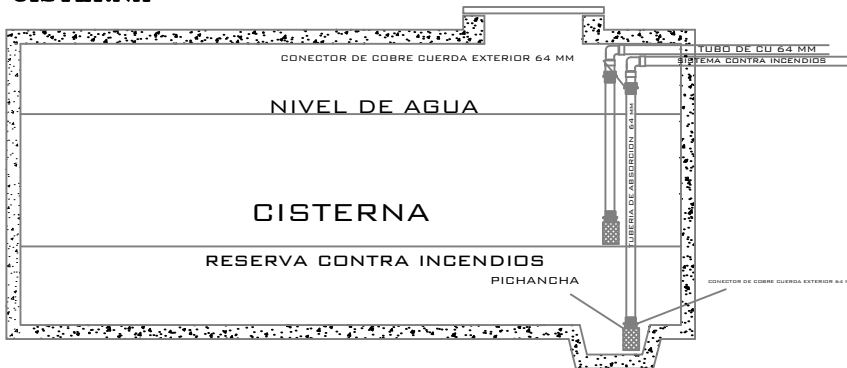 CISTERNA
TUBO DE CU 64 MM
CONECTOR DE COBRE CUERDA EXTERIOR 64 MM
SISTEMA CONTRA INCENDIOS
NIVEL DE AGUA
TUBERIA DE ABSORCION 64 MM
CISTERNA
RESERVA CONTRA INCENDIOS
PICHANCHA
CONECTOR DE COBRE CUERDA EXTERIOR 64